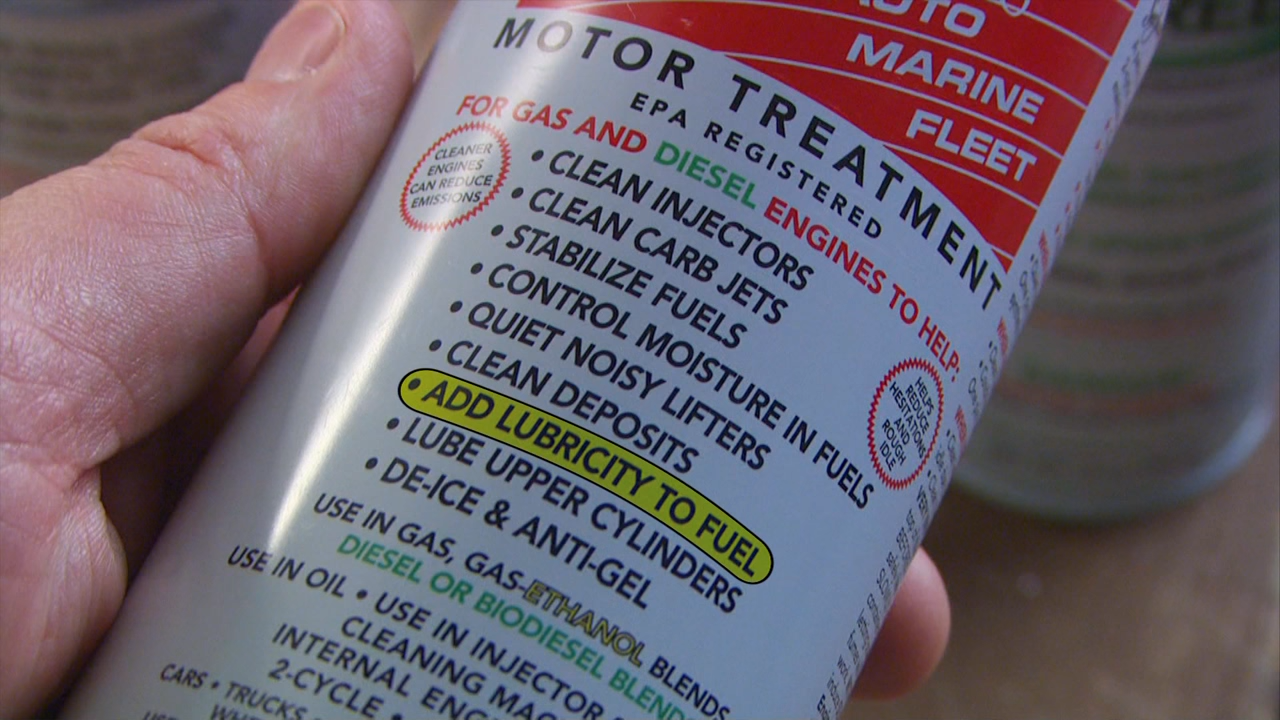 AUTO
MARINE
FLEET
MOTOR TREATMENT
EPA REGISTERED
FOR GAS AND DIESEL ENGINES TO HELP:
CLEANER
ENGINES
CAN REDUCE
EMISSIONS
• CLEAN INJECTORS
• CLEAN CARB JETS
• STABILIZE FUELS
• CONTROL MOISTURE IN FUELS
• QUIET NOISY LIFTERS
• CLEAN DEPOSITS
• ADD LUBRICITY TO FUEL
• LUBE UPPER CYLINDERS
• DE-ICE & ANTI-GEL
HELPS
REDUCE
HESITATIONS
AND
ROUGH
IDLE
USE IN GAS, GAS-ETHANOL BLENDS
DIESEL OR BIODIESEL BLENDS
USE IN OIL • USE IN INJECTOR
CLEANING
INTERNAL
2-CYCLE •
CARS • TRUCKS